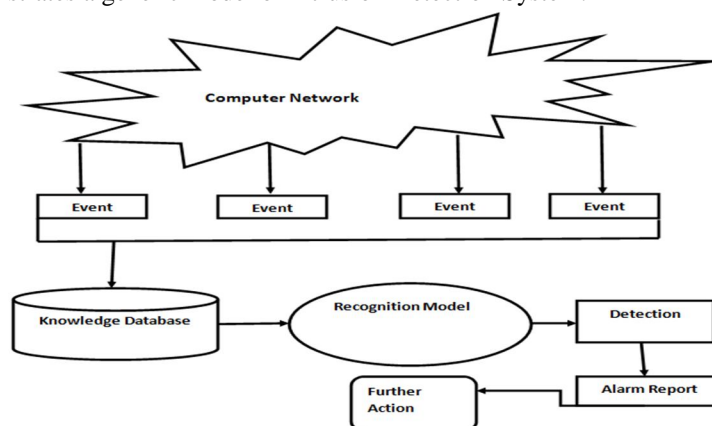 Computer Network
Event
Event
Event
Event
Knowledge Database
Recognition Model
Detection
Alarm Report
Further
Action